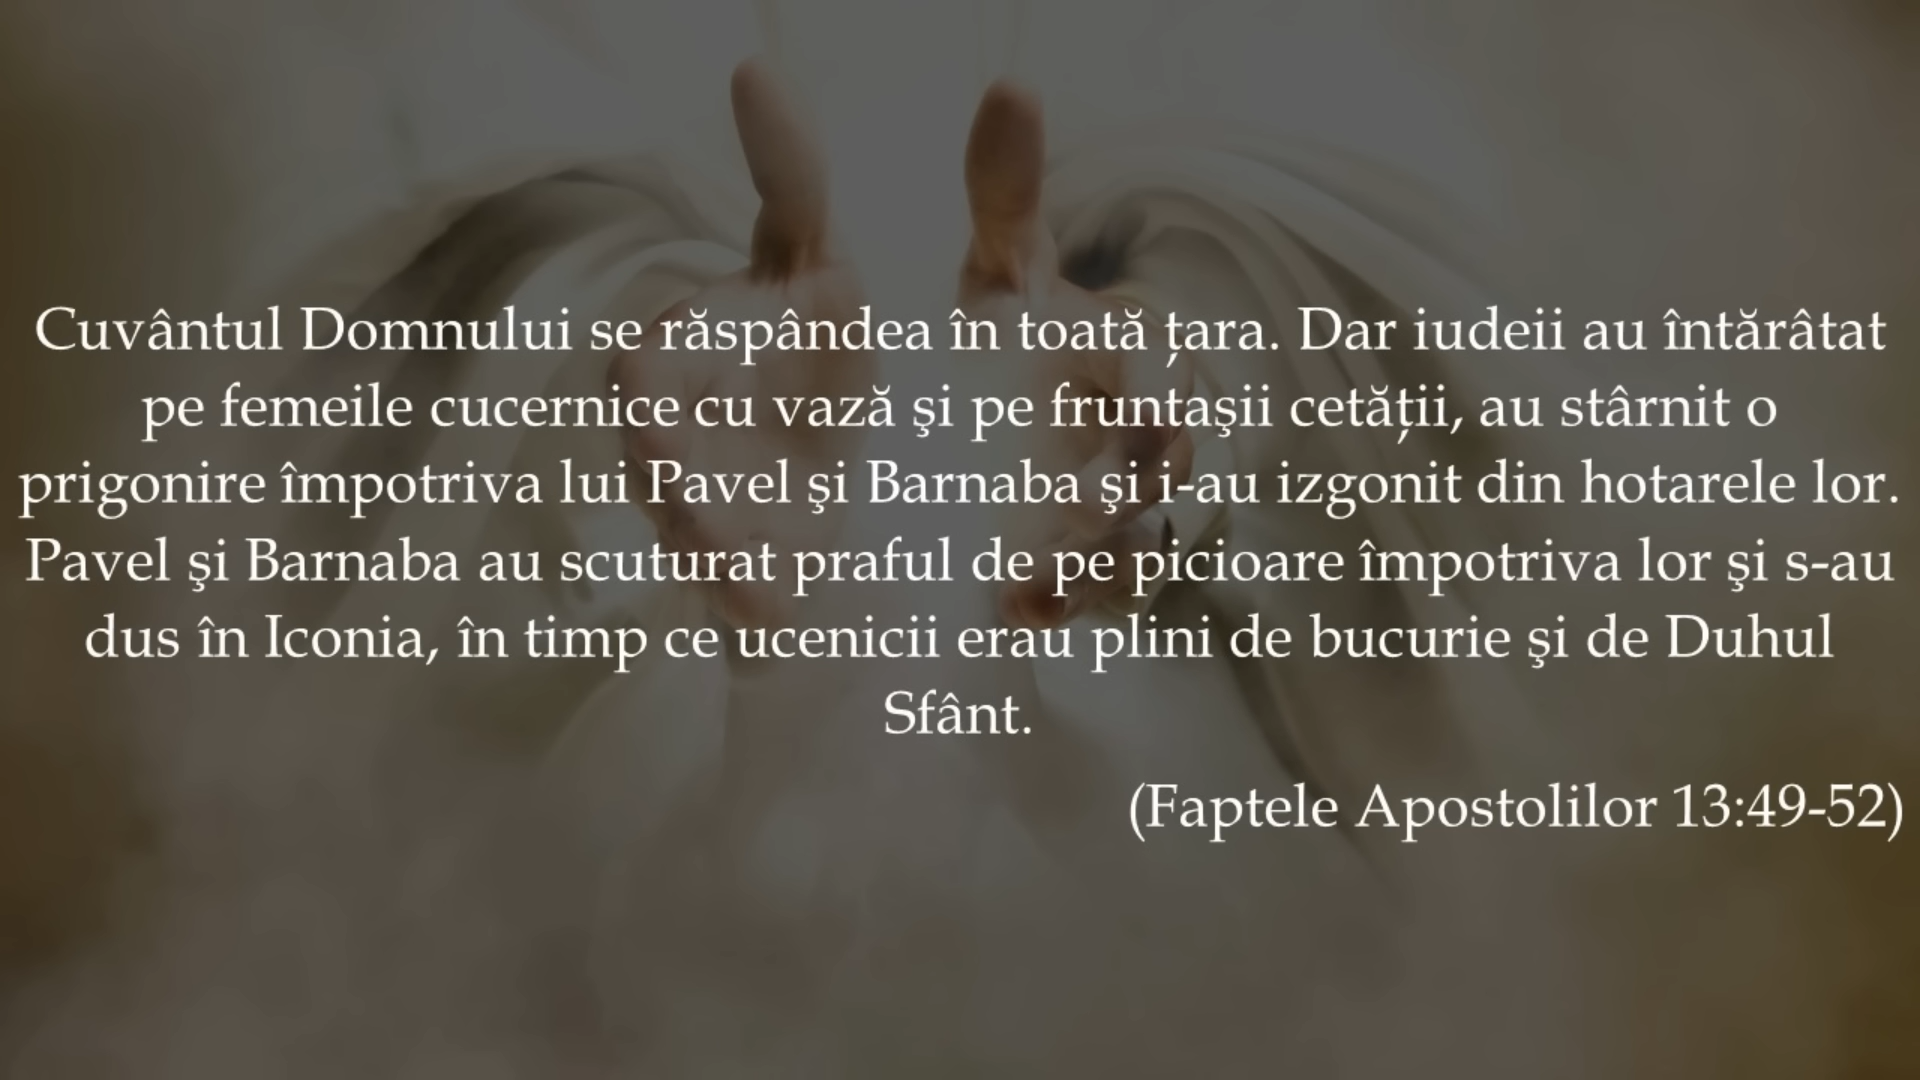 Cuvântul Domnului se răspândea în toată țara. Dar iudeii au întărâtat
pe femeile cucernice cu vază şi pe fruntaşii cetății, au stârnit o
prigonire împotriva lui Pavel şi Barnaba şi i-au izgonit din hotarele lor.
Pavel şi Barnaba au scuturat praful de pe picioare împotriva lor şi s-au
dus în Iconia, în timp ce ucenicii erau plini de bucurie şi de Duhul
Sfânt.
(Faptele Apostolilor 13:49-52)